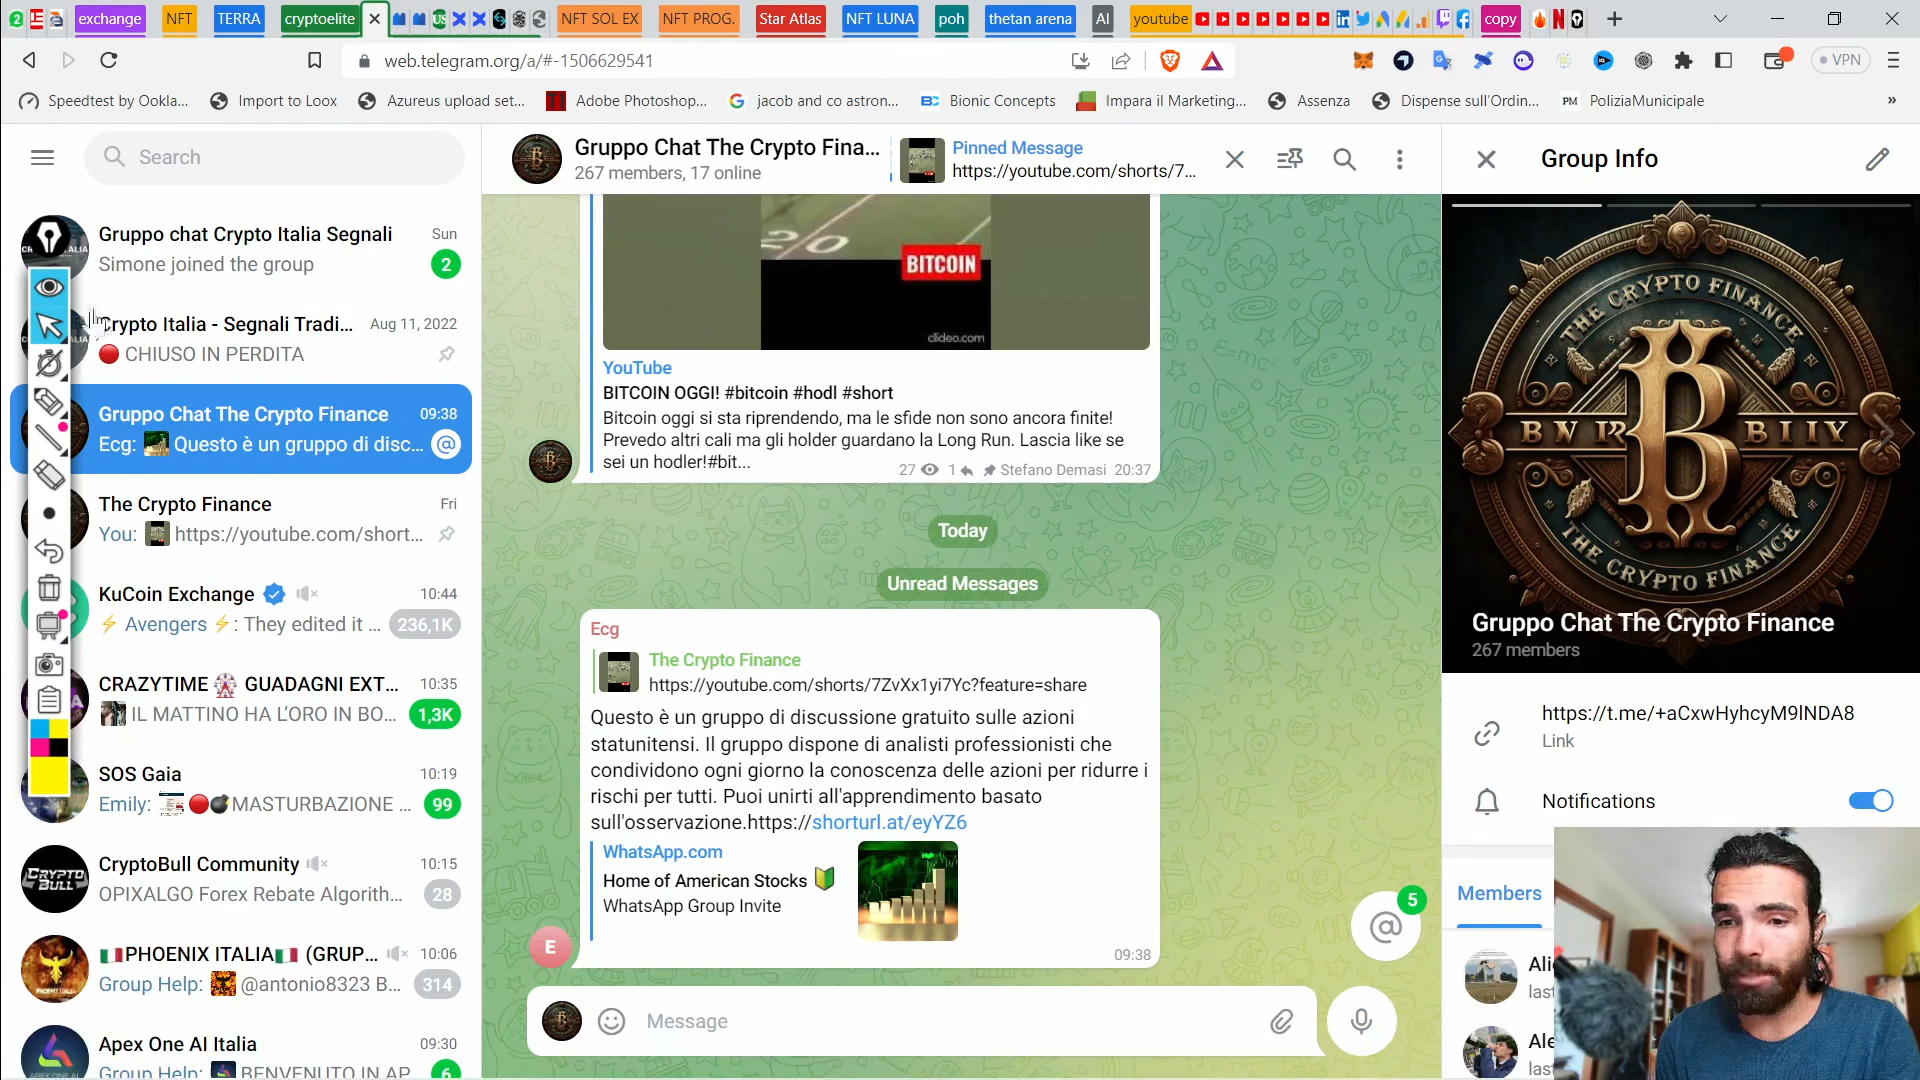 exchange NFT TERRA cryptoelite NFT SOL EX NFT PROG. Star Atlas NFT LUNA poh thetan arena AI youtube copy
web.telegram.org/a/#-1506629541
VPN
Speedtest by Ookla... Import to Loox Azureus upload set... Adobe Photoshop... jacob and co astron... Bionic Concepts Impara il Marketing... Assenza Dispense sull'Ordin... PM PoliziaMunicipale »
Search
Gruppo chat Crypto Italia Segnali Sun
Simone joined the group 2
Crypto Italia - Segnali Tradi... Aug 11, 2022
CHIUSO IN PERDITA
Gruppo Chat The Crypto Finance 09:38
Ecg: Questo è un gruppo di disc... @
The Crypto Finance Fri
You: https://youtube.com/short...
KuCoin Exchange 10:44
⚡ Avengers ⚡: They edited it ... 236,1K
CRAZYTIME 🎡 GUADAGNI EXT... 10:35
IL MATTINO HA L'ORO IN BO... 1,3K
SOS Gaia 10:19
Emily: 🔴💣MASTURBAZIONE ... 99
CRYPTO BULL
CryptoBull Community 10:15
OPIXALGO Forex Rebate Algorith... 28
🇮🇹PHOENIX ITALIA🇮🇹 (GRUP... 10:06
Group Help: @antonio8323 B... 314
Apex One AI Italia 09:30
Group Help: BENVENUTO IN AP 6
Gruppo Chat The Crypto Fina...
267 members, 17 online
Pinned Message
https://youtube.com/shorts/7...
20
BITCOIN
clideo.com
YouTube
BITCOIN OGGI! #bitcoin #hodl #short
Bitcoin oggi si sta riprendendo, ma le sfide non sono ancora finite!
Prevedo altri cali ma gli holder guardano la Long Run. Lascia like se
sei un hodler!#bit...
27 1 Stefano Demasi 20:37
Today
Unread Messages
Ecg
The Crypto Finance
https://youtube.com/shorts/7ZvXx1yi7Yc?feature=share
Questo è un gruppo di discussione gratuito sulle azioni
statunitensi. Il gruppo dispone di analisti professionisti che
condividono ogni giorno la conoscenza delle azioni per ridurre i
rischi per tutti. Puoi unirti all'apprendimento basato
sull'osservazione.https://shorturl.at/eyYZ6
WhatsApp.com
Home of American Stocks 🔰
WhatsApp Group Invite
09:38
E
5
@
Message
Group Info
THE CRYPTO FINANCE
THE CRYPTO FINANCE
Gruppo Chat The Crypto Finance
267 members
https://t.me/+aCxwHyhcyM9lNDA8
Link
Notifications
Members